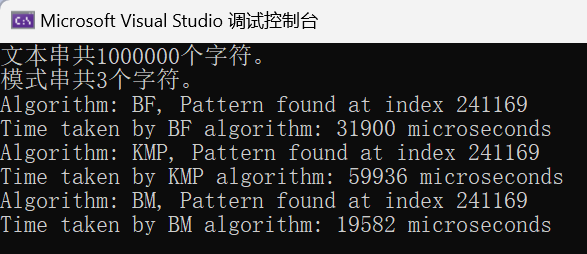 Microsoft Visual Studio 调试控制台
文本串共1000000个字符。
模式串共3个字符。
Algorithm: BF, Pattern found at index 241169
Time taken by BF algorithm: 31900 microseconds
Algorithm: KMP, Pattern found at index 241169
Time taken by KMP algorithm: 59936 microseconds
Algorithm: BM, Pattern found at index 241169
Time taken by BM algorithm: 19582 microseconds